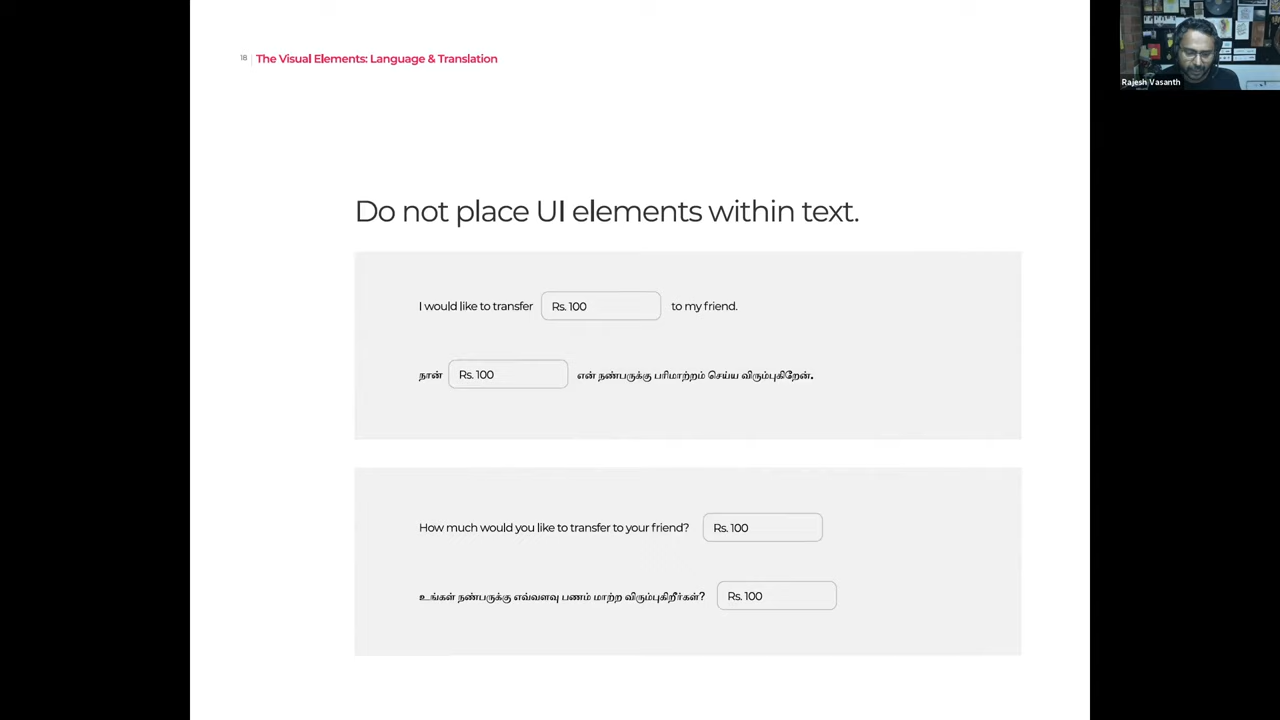 18 | The Visual Elements: Language & Translation
Rajesh Vasanth
Do not place UI elements within text.
I would like to transfer Rs. 100 to my friend.
நான் Rs. 100 என் நண்பருக்கு பரிமாற்றம் செய்ய விரும்புகிறேன்.
How much would you like to transfer to your friend? Rs. 100
உங்கள் நண்பருக்கு எவ்வளவு பணம் மாற்ற விரும்புகிறீர்கள்? Rs. 100